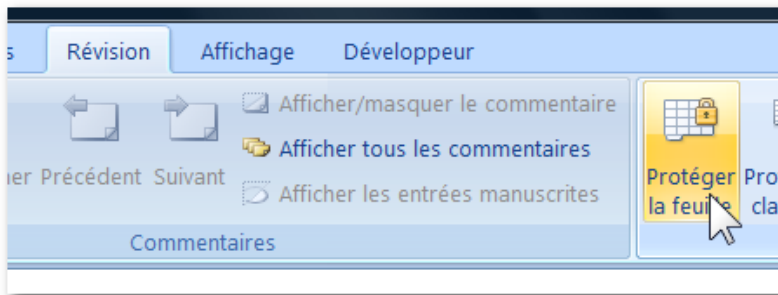 Révision Affichage Développeur
Afficher/masquer le commentaire
Afficher tous les commentaires
Afficher les entrées manuscrites
Précédent Suivant
Commentaires
Protéger
la feuille